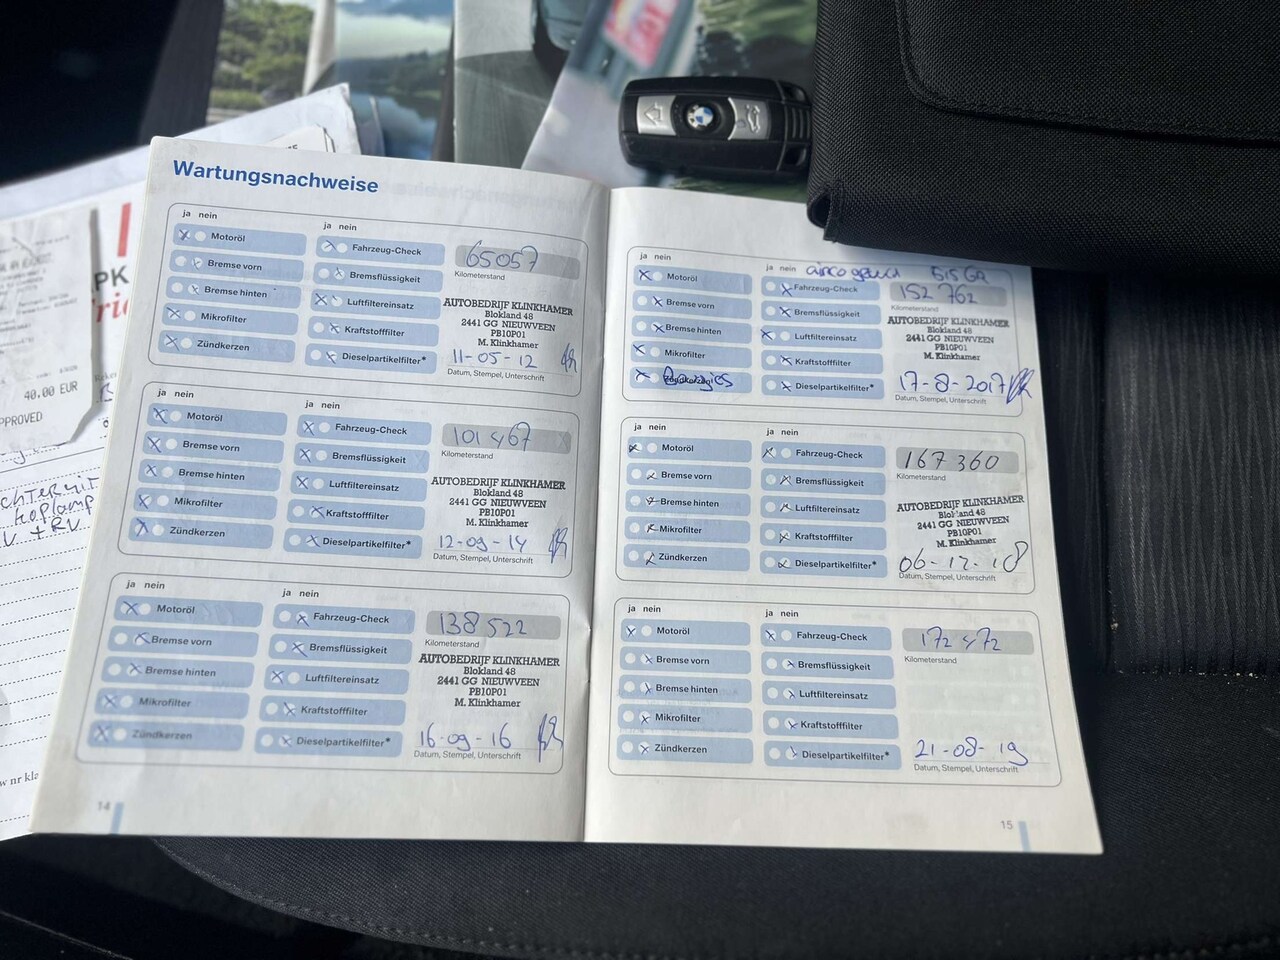 Wartungsnachweise
ja nein
ja nein
Motoröl
Fahrzeug-Check
65057
Bremse vorn
Bremsflüssigkeit
Kilometerstand
Bremse hinten
Luftfiltereinsatz
AUTOBEDRIJF KLINKHAMER
Blokland 48
2441 GG NIEUWVEEN
PB10P01
M. Klinkhamer
Mikrofilter
Kraftstofffilter
Zündkerzen
Dieselpartikelfilter*
11-05-12
Datum, Stempel, Unterschrift
ja nein
ja nein
Motoröl
Fahrzeug-Check
101467
Bremse vorn
Bremsflüssigkeit
Kilometerstand
Bremse hinten
Luftfiltereinsatz
AUTOBEDRIJF KLINKHAMER
Blokland 48
2441 GG NIEUWVEEN
PB10P01
M. Klinkhamer
Mikrofilter
Kraftstofffilter
Zündkerzen
Dieselpartikelfilter*
12-09-14
Datum, Stempel, Unterschrift
ja nein
ja nein
Motoröl
Fahrzeug-Check
138522
Bremse vorn
Bremsflüssigkeit
Kilometerstand
Bremse hinten
Luftfiltereinsatz
AUTOBEDRIJF KLINKHAMER
Blokland 48
2441 GG NIEUWVEEN
PB10P01
M. Klinkhamer
Mikrofilter
Kraftstofffilter
Zündkerzen
Dieselpartikelfilter*
16-09-16
Datum, Stempel, Unterschrift
14
ja nein
ja nein
airco
Motoröl
Fahrzeug-Check
152762
Bremse vorn
Bremsflüssigkeit
Kilometerstand
Bremse hinten
Luftfiltereinsatz
AUTOBEDRIJF KLINKHAMER
Blokland 48
2441 GG NIEUWVEEN
PB10P01
M. Klinkhamer
Mikrofilter
Kraftstofffilter
Zündkerzen
Bougies
Dieselpartikelfilter*
17-8-2017
Datum, Stempel, Unterschrift
ja nein
ja nein
Motoröl
Fahrzeug-Check
167360
Bremse vorn
Bremsflüssigkeit
Kilometerstand
Bremse hinten
Luftfiltereinsatz
AUTOBEDRIJF KLINKHAMER
Blokland 48
2441 GG NIEUWVEEN
PB10P01
M. Klinkhamer
Mikrofilter
Kraftstofffilter
Zündkerzen
Dieselpartikelfilter*
06-12-18
Datum, Stempel, Unterschrift
ja nein
ja nein
Motoröl
Fahrzeug-Check
172472
Bremse vorn
Bremsflüssigkeit
Kilometerstand
Bremse hinten
Luftfiltereinsatz
Mikrofilter
Kraftstofffilter
Zündkerzen
Dieselpartikelfilter*
21-08-19
Datum, Stempel, Unterschrift
15
40.00 EUR
PPROVED
koplamp